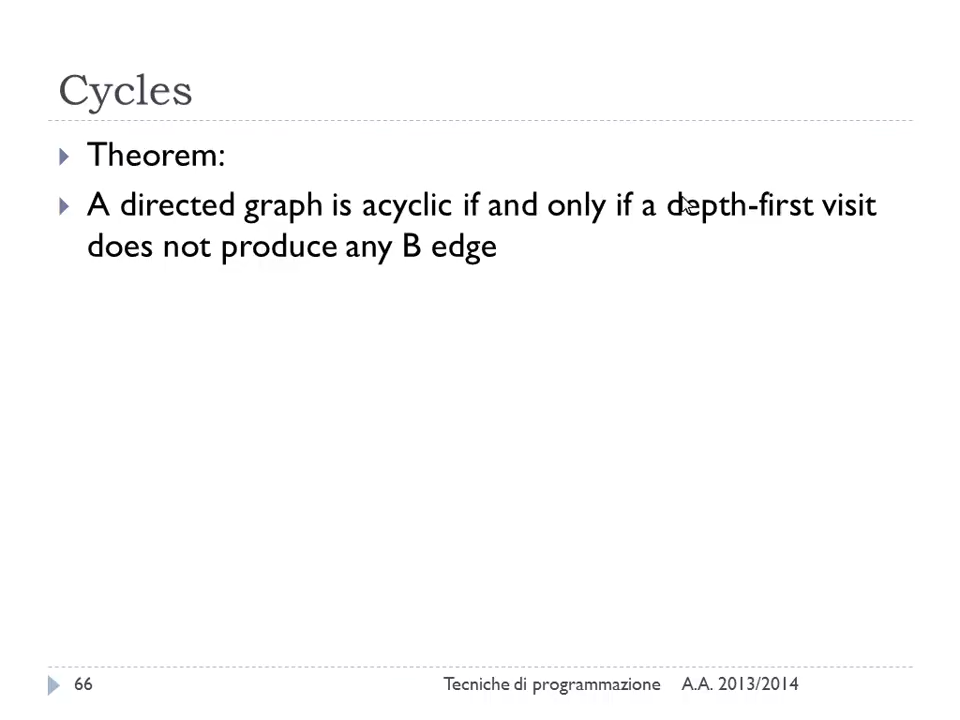 Cycles
Theorem:
A directed graph is acyclic if and only if a depth-first visit
does not produce any B edge
66
Tecniche di programmazione A.A. 2013/2014